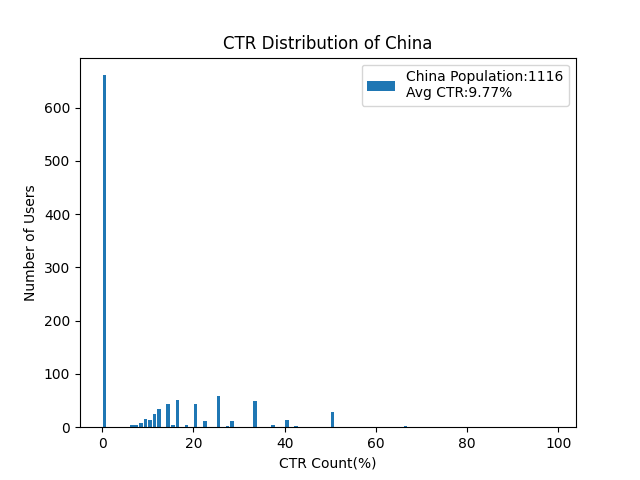 CTR Distribution of China
China Population:1116
Avg CTR:9.77%
Number of Users
600
500
400
300
200
100
0
0 20 40 60 80 100
CTR Count(%)